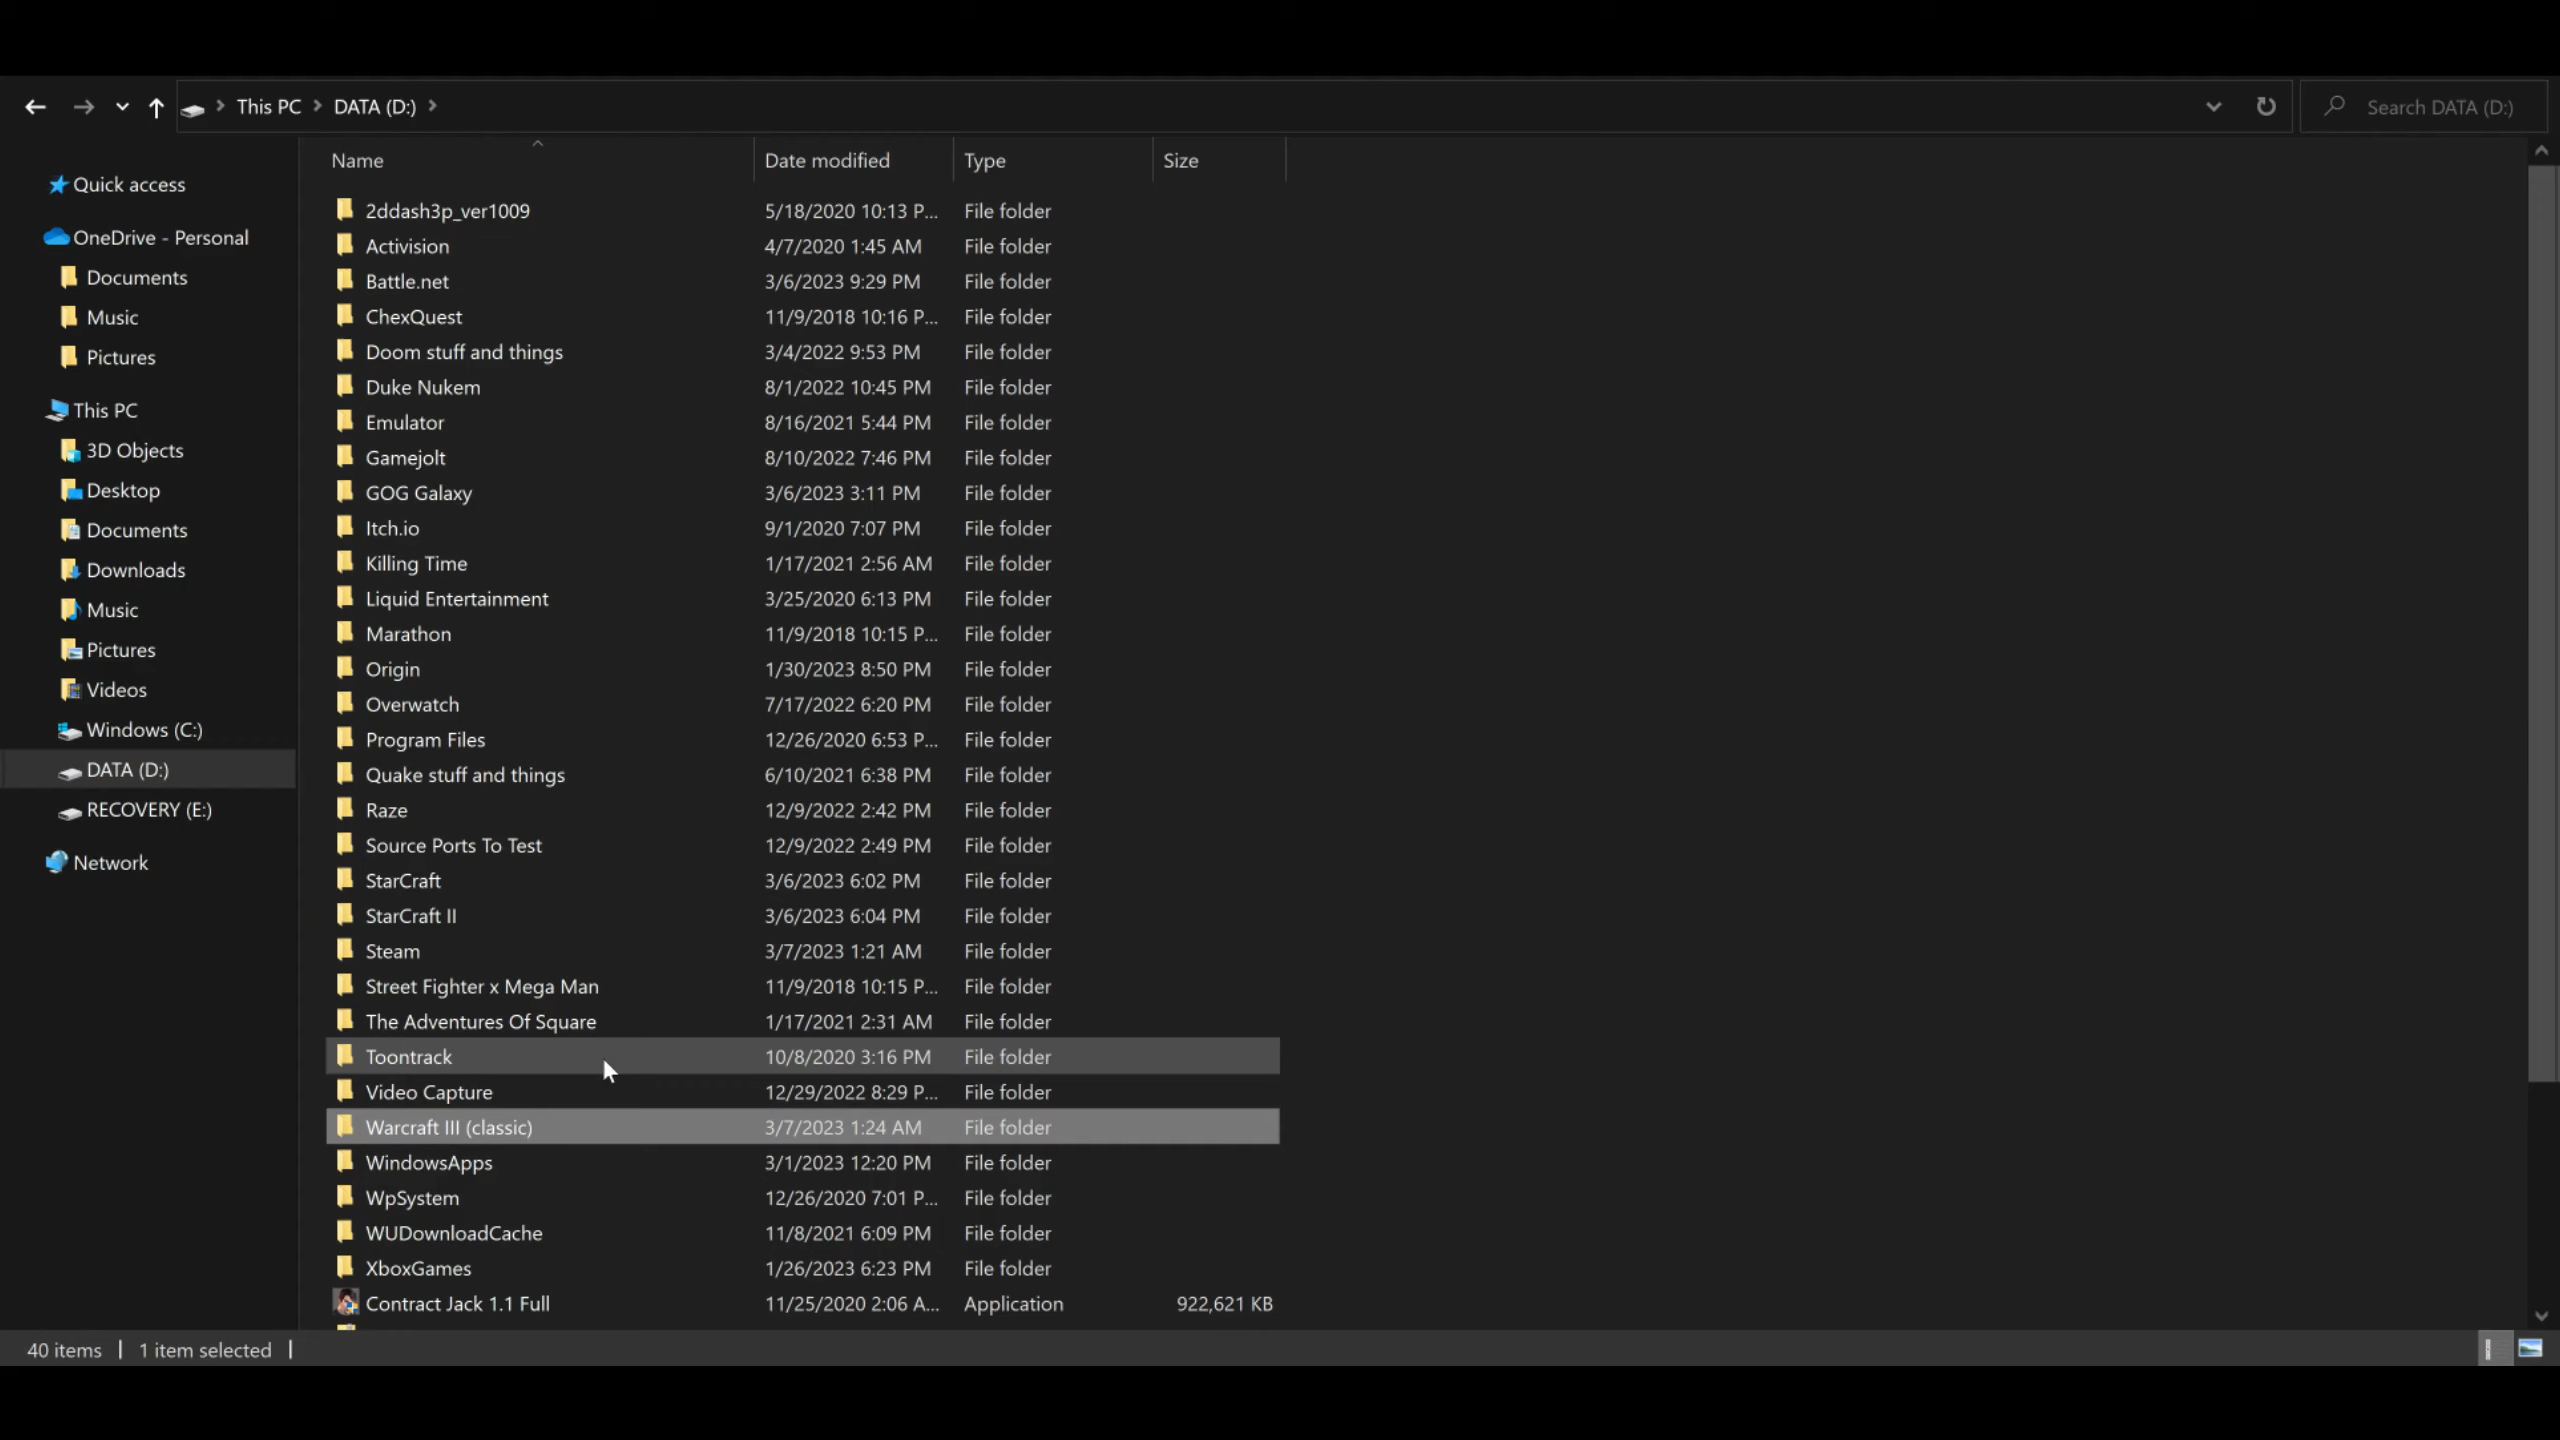 This PC
DATA (D:)
Search DATA (D:)
Quick access
OneDrive - Personal
Documents
Music
Pictures
This PC
3D Objects
Desktop
Documents
Downloads
Music
Pictures
Videos
Windows (C:)
DATA (D:)
RECOVERY (E:)
Network
Name Date modified Type Size
2ddash3p_ver1009 5/18/2020 10:13 P... File folder
Activision 4/7/2020 1:45 AM File folder
Battle.net 3/6/2023 9:29 PM File folder
ChexQuest 11/9/2018 10:16 P... File folder
Doom stuff and things 3/4/2022 9:53 PM File folder
Duke Nukem 8/1/2022 10:45 PM File folder
Emulator 8/16/2021 5:44 PM File folder
Gamejolt 8/10/2022 7:46 PM File folder
GOG Galaxy 3/6/2023 3:11 PM File folder
Itch.io 9/1/2020 7:07 PM File folder
Killing Time 1/17/2021 2:56 AM File folder
Liquid Entertainment 3/25/2020 6:13 PM File folder
Marathon 11/9/2018 10:15 P... File folder
Origin 1/30/2023 8:50 PM File folder
Overwatch 7/17/2022 6:20 PM File folder
Program Files 12/26/2020 6:53 P... File folder
Quake stuff and things 6/10/2021 6:38 PM File folder
Raze 12/9/2022 2:42 PM File folder
Source Ports To Test 12/9/2022 2:49 PM File folder
StarCraft 3/6/2023 6:02 PM File folder
StarCraft II 3/6/2023 6:04 PM File folder
Steam 3/7/2023 1:21 AM File folder
Street Fighter x Mega Man 11/9/2018 10:15 P... File folder
The Adventures Of Square 1/17/2021 2:31 AM File folder
Toontrack 10/8/2020 3:16 PM File folder
Video Capture 12/29/2022 8:29 P... File folder
Warcraft III (classic) 3/7/2023 1:24 AM File folder
WindowsApps 3/1/2023 12:20 PM File folder
WpSystem 12/26/2020 7:01 P... File folder
WUDownloadCache 11/8/2021 6:09 PM File folder
XboxGames 1/26/2023 6:23 PM File folder
Contract Jack 1.1 Full 11/25/2020 2:06 A... Application 922,621 KB
40 items 1 item selected